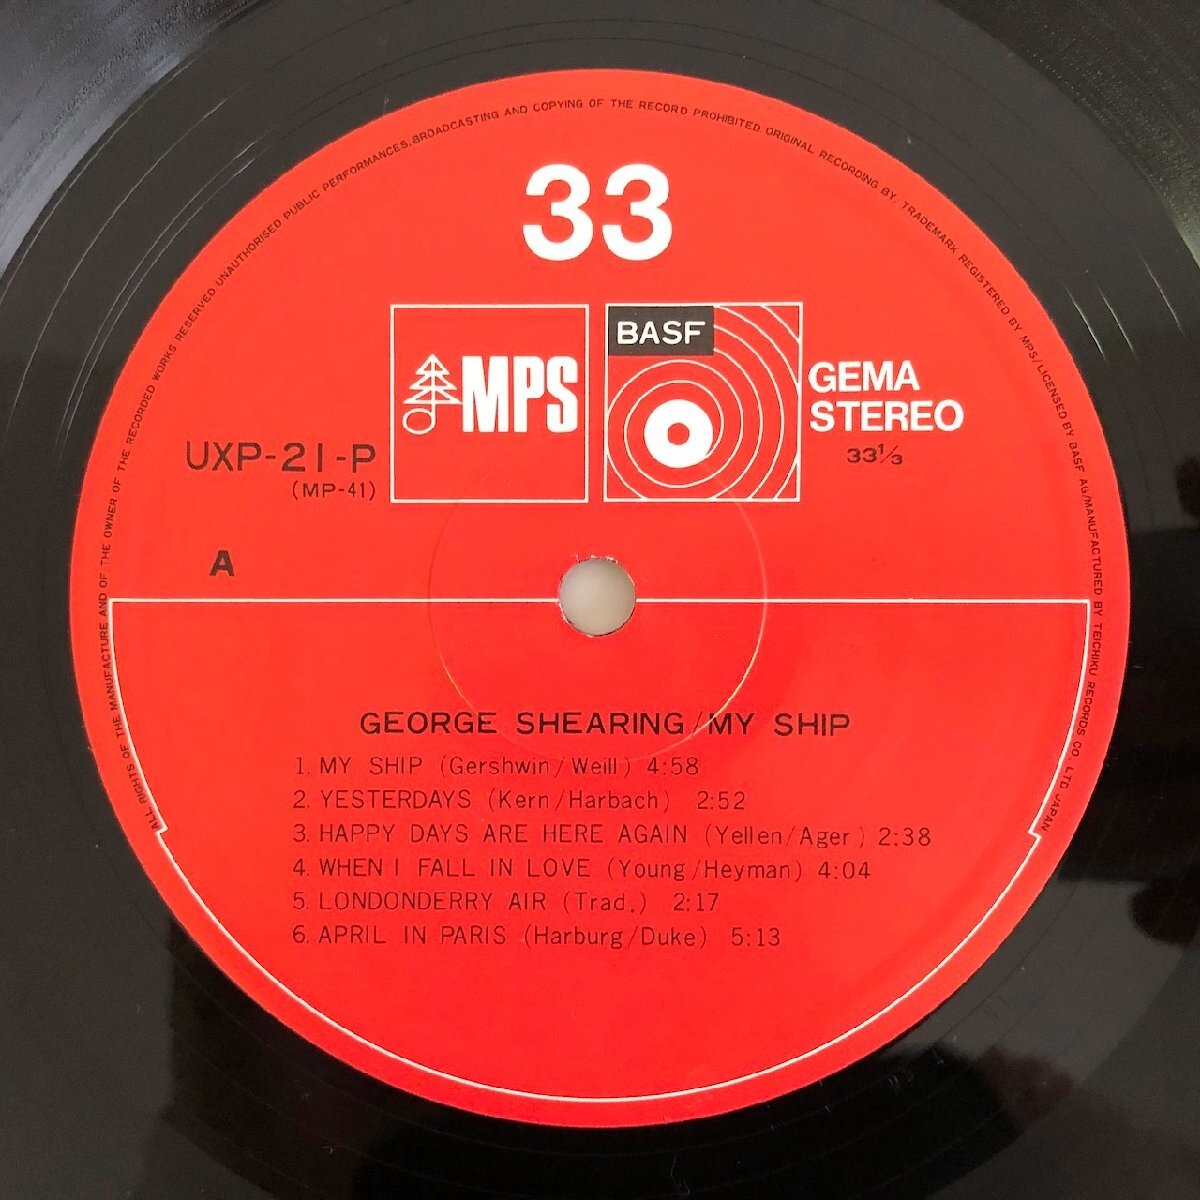 ALL RIGHTS OF THE MANUFACTURE AND OF THE OWNER OF THE RECORDED WORKS RESERVED UNAUTHORISED PUBLIC PERFORMANCES, BROADCASTING AND COPYING OF THE RECORD PROHIBITED ORIGINAL RECORDING BY TRADEMARK REGISTERED BY MPS/LICENSED BY BASF AG/MANUFACTURED BY TEICHIKU RECORDS CO., LTD JAPAN
33
MPS
BASF
GEMA
STEREO
33⅓
UXP-21-P
(MP-41)
A
GEORGE SHEARING/MY SHIP
1. MY SHIP (Gershwin/Weill) 4:58
2. YESTERDAYS (Kern/Harbach) 2:52
3. HAPPY DAYS ARE HERE AGAIN (Yellen/Ager) 2:38
4. WHEN I FALL IN LOVE (Young/Heyman) 4:04
5. LONDONDERRY AIR (Trad.) 2:17
6. APRIL IN PARIS (Harburg/Duke) 5:13